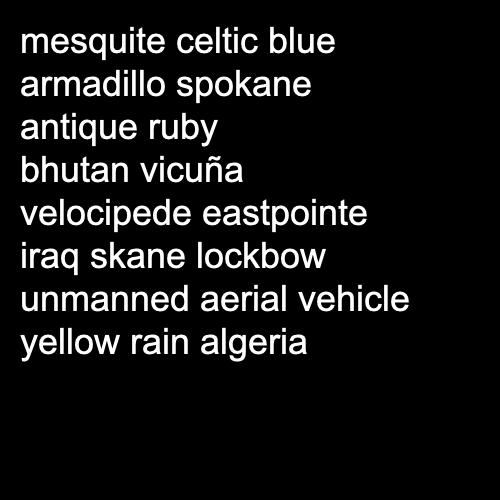 mesquite celtic blue
armadillo spokane
antique ruby
bhutan vicuña
velocipede eastpointe
iraq skane lockbow
unmanned aerial vehicle
yellow rain algeria